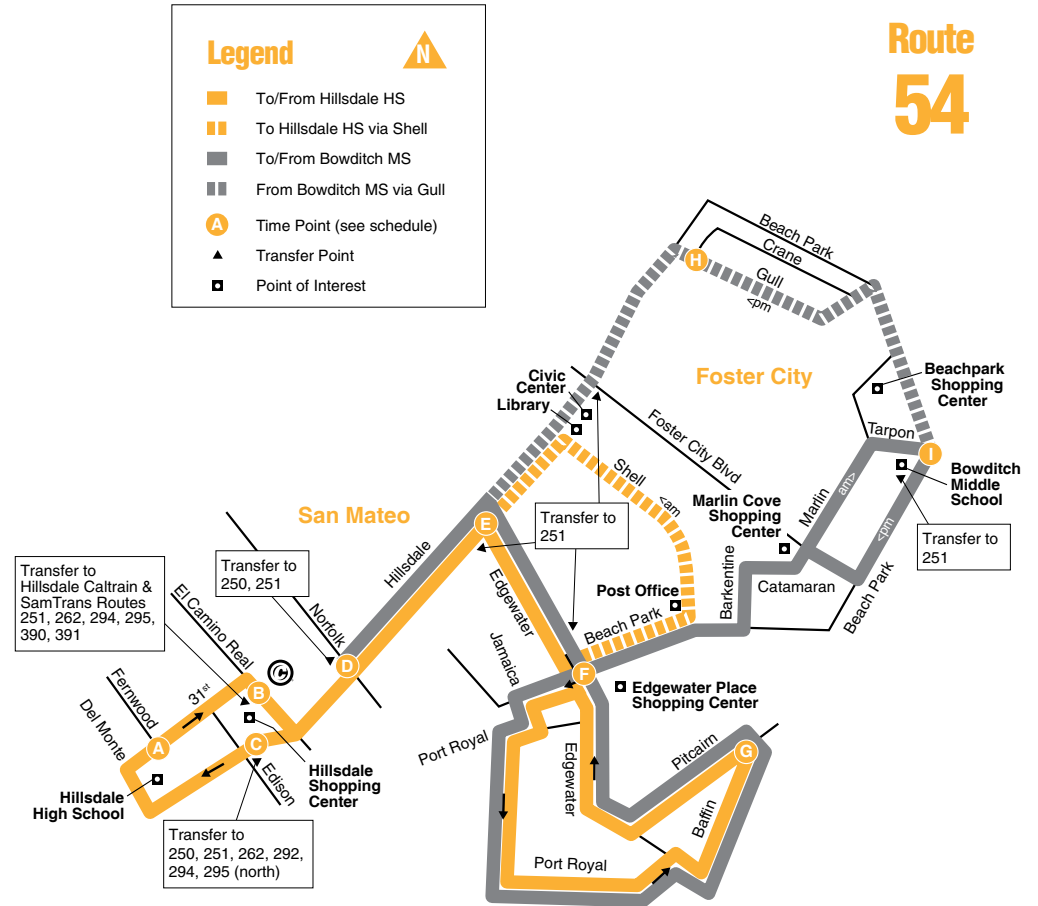 Legend
N
To/From Hillsdale HS
To Hillsdale HS via Shell
To/From Bowditch MS
From Bowditch MS via Gull
A
Time Point (see schedule)
Transfer Point
Point of Interest
Route
54
Beach Park
Crane
H
Gull
<pm
Foster City
Civic
Center
Library
Beachpark
Shopping
Center
Foster City Blvd
Tarpon
I
Bowditch
Middle
School
Shell
<am
Marlin
am>
<pm
Marlin Cove
Shopping
Center
San Mateo
E
Transfer to
251
Transfer to
251
Transfer to
250, 251
Hillsdale
Edgewater
Barkentine
Catamaran
Beach Park
Post Office
Beach Park
Transfer to
Hillsdale Caltrain &
SamTrans Routes
251, 262, 294, 295,
390, 391
El Camino Real
Norfolk
Jamaica
D
F
Edgewater Place
Shopping Center
Fernwood
31st
B
C
Del Monte
A
C
Edison
Hillsdale
High School
Hillsdale
Shopping
Center
Port Royal
Edgewater
Pitcairn
G
Baffin
Port Royal
Transfer to
250, 251, 262, 292,
294, 295 (north)